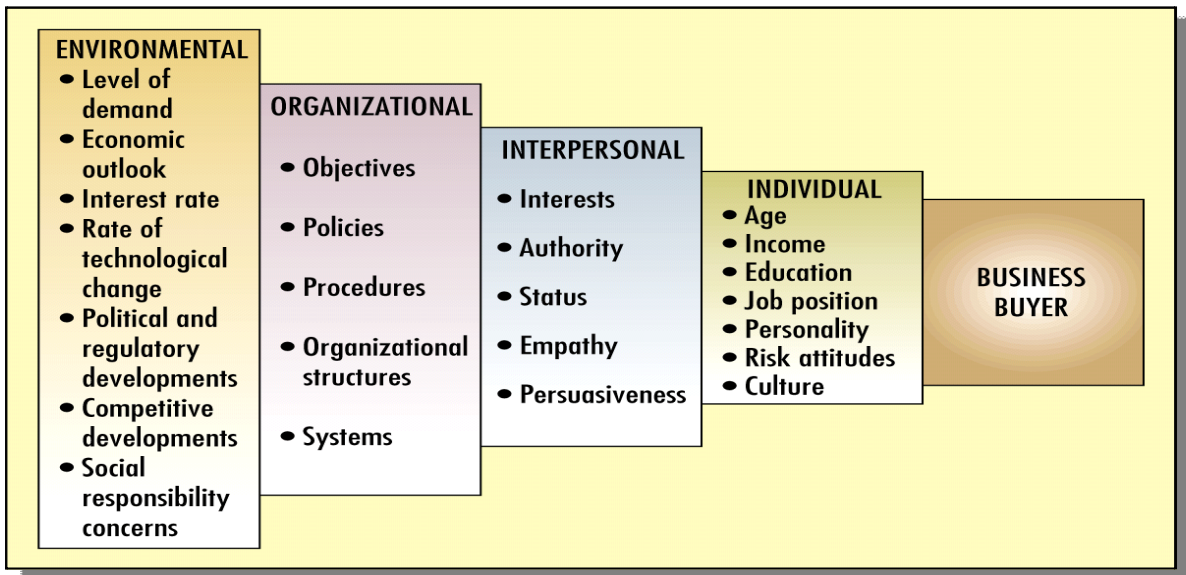 ENVIRONMENTAL
• Level of
demand
• Economic
outlook
• Interest rate
• Rate of
technological
change
• Political and
regulatory
developments
• Competitive
developments
• Social
responsibility
concerns
ORGANIZATIONAL
• Objectives
• Policies
• Procedures
• Organizational
structures
• Systems
INTERPERSONAL
• Interests
• Authority
• Status
• Empathy
• Persuasiveness
INDIVIDUAL
• Age
• Income
• Education
• Job position
• Personality
• Risk attitudes
• Culture
BUSINESS
BUYER